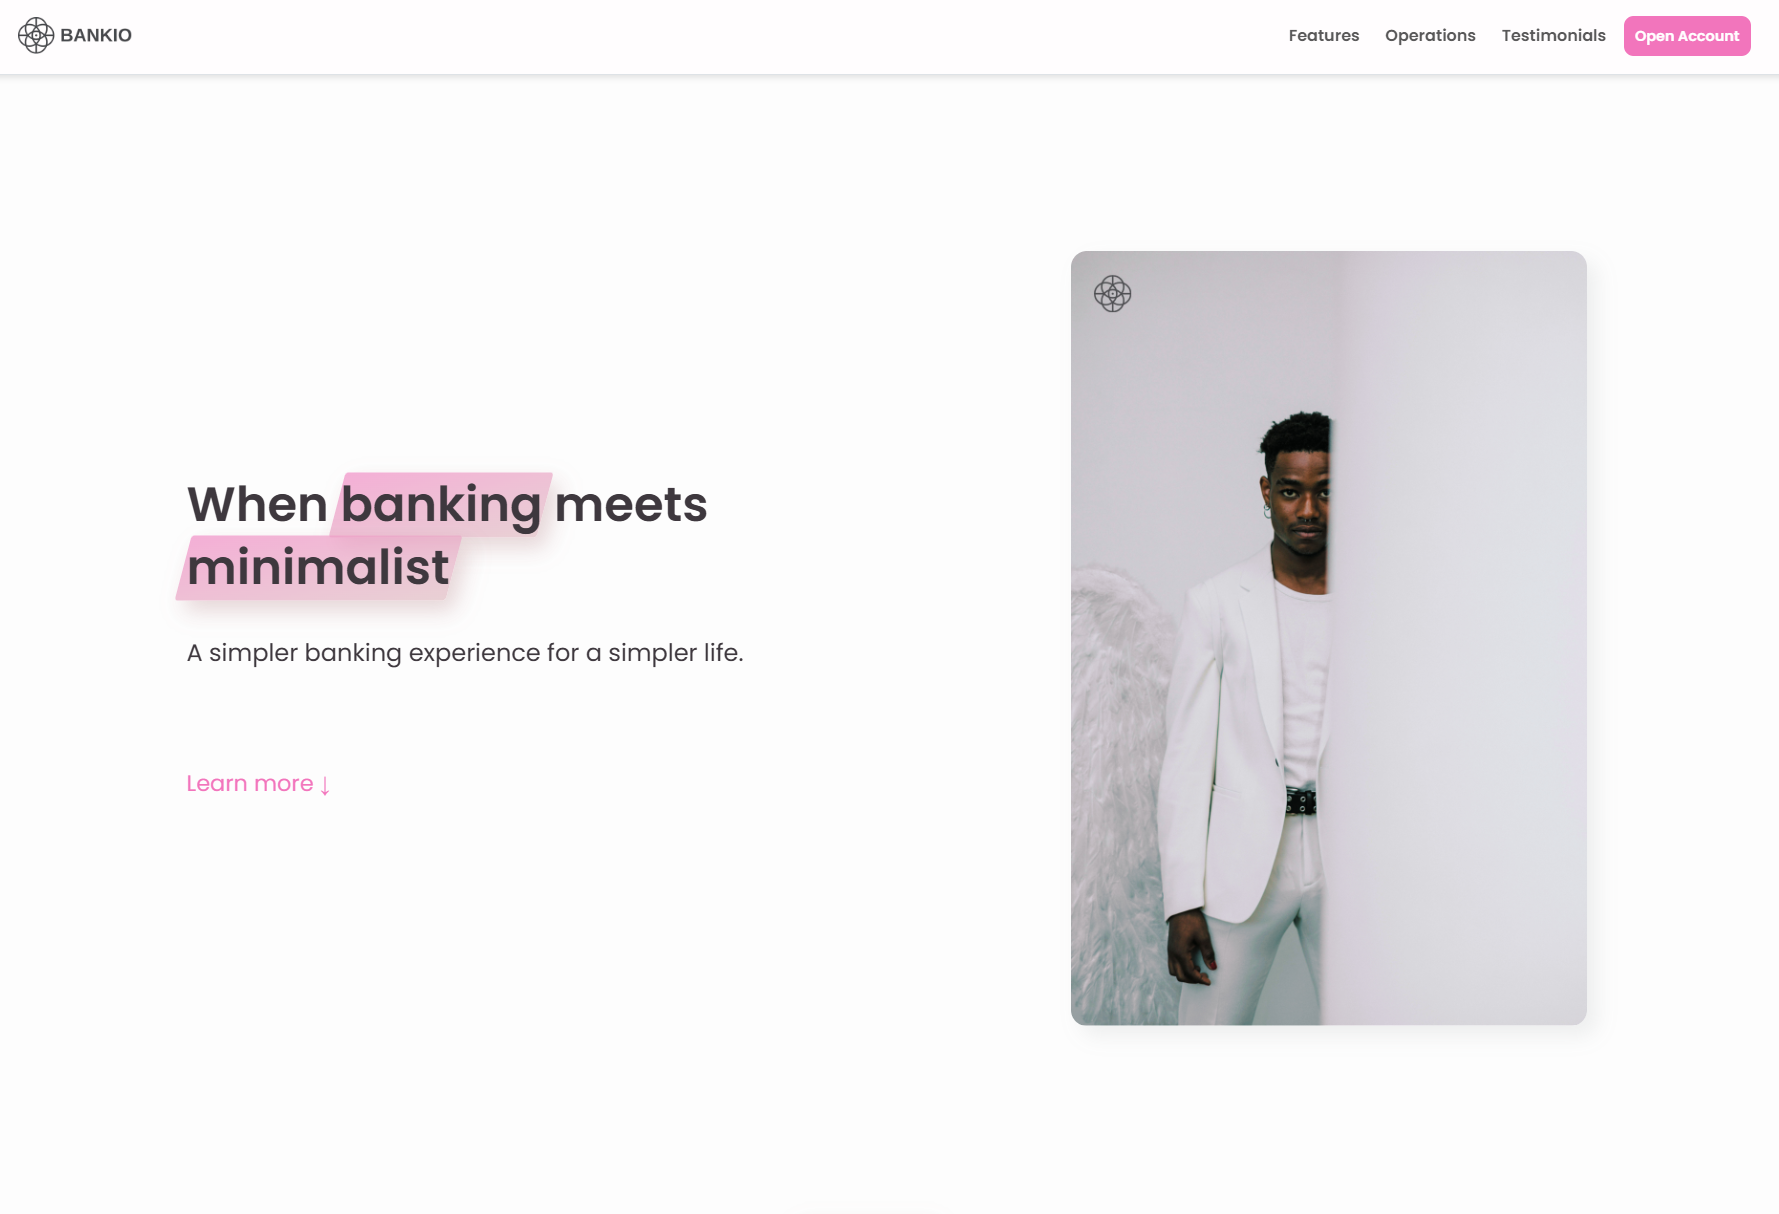 BANKIO
Features Operations Testimonials Open Account
When banking meets
minimalist
A simpler banking experience for a simpler life.
Learn more ↓